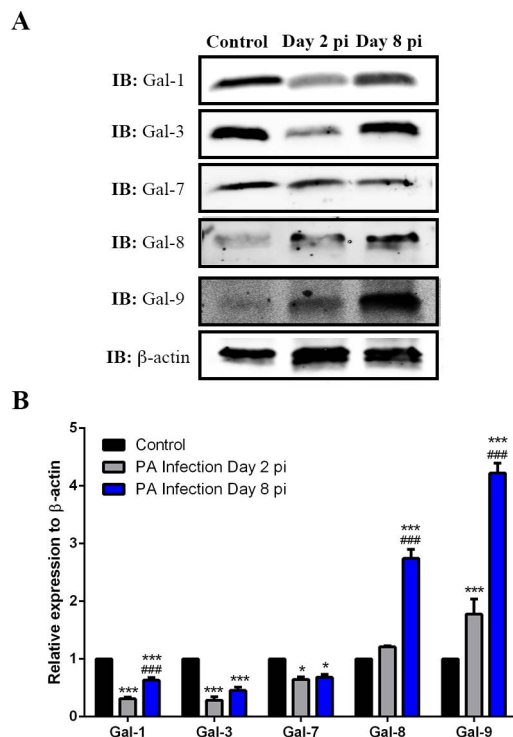 A
Control Day 2 pi Day 8 pi
IB: Gal-1
IB: Gal-3
IB: Gal-7
IB: Gal-8
IB: Gal-9
IB: β-actin
B
Relative expression to β-actin
5
4
3
2
1
0
Control
PA Infection Day 2 pi
PA Infection Day 8 pi
***
***
###
***
***
*
*
***
###
***
***
###
Gal-1 Gal-3 Gal-7 Gal-8 Gal-9